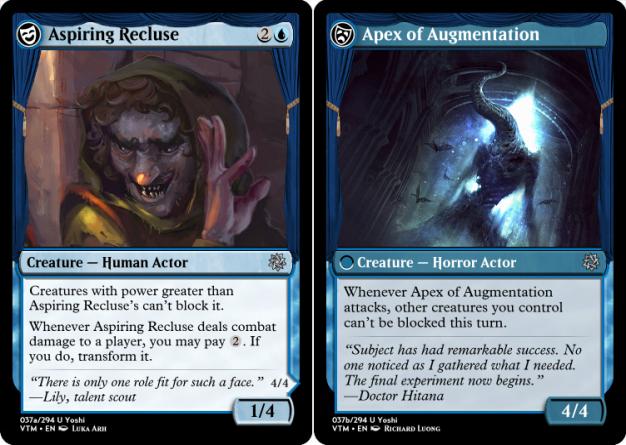 Aspiring Recluse 2
Creature — Human Actor
Creatures with power greater than
Aspiring Recluse's can't block it.
Whenever Aspiring Recluse deals combat
damage to a player, you may pay 2. If
you do, transform it.
"There is only one role fit for such a face."
—Lily, talent scout
4/4
1/4
037a/294 U Yoshi
VTM • EN Luka Arh
Apex of Augmentation
Creature — Horror Actor
Whenever Apex of Augmentation
attacks, other creatures you control
can't be blocked this turn.
"Subject has had remarkable success. No
one noticed as I gathered what I needed.
The final experiment now begins."
—Doctor Hitana
4/4
037b/294 U Yoshi
VTM • EN Richard Luong